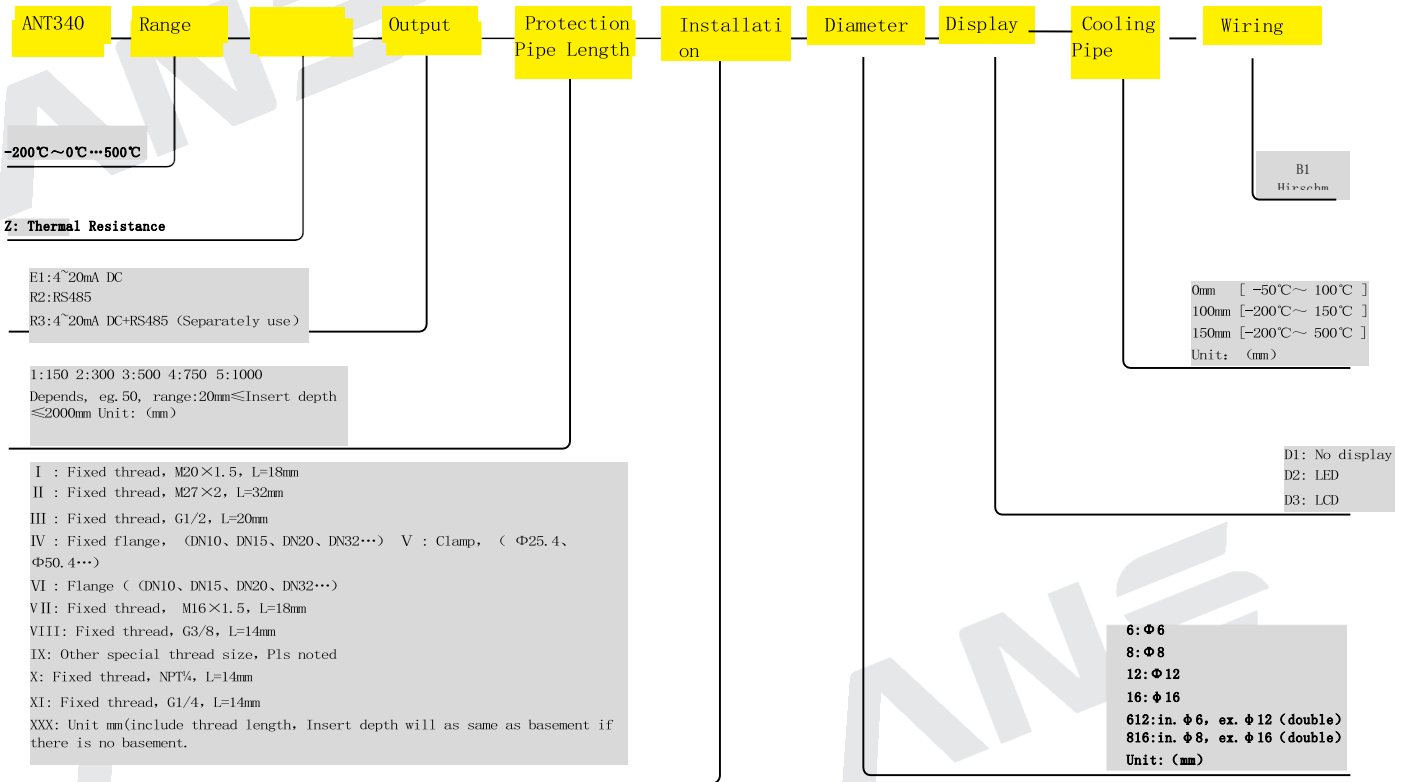 ANT340 Range Output Protection Pipe Length Installati on Diameter Display Cooling Pipe Wiring
-200℃～0℃…500℃
Z: Thermal Resistance
E1:4~20mA DC
R2:RS485
R3:4~20mA DC+RS485（Separately use）
1:150 2:300 3:500 4:750 5:1000
Depends, eg.50, range:20mm≤Insert depth
≤2000mm Unit:（mm）
Ⅰ : Fixed thread, M20×1.5, L=18mm
Ⅱ : Fixed thread, M27×2, L=32mm
Ⅲ : Fixed thread, G1/2, L=20mm
Ⅳ : Fixed flange, （DN10、DN15、DN20、DN32…） Ⅴ : Clamp, （ Φ25.4、
Φ50.4…）
Ⅵ : Flange（（DN10、DN15、DN20、DN32…）
VⅡ: Fixed thread, M16×1.5, L=18mm
VIII: Fixed thread, G3/8, L=14mm
IX: Other special thread size, Pls noted
X: Fixed thread, NPT¼, L=14mm
XI: Fixed thread, G1/4, L=14mm
XXX: Unit mm(include thread length, Insert depth will as same as basement if
there is no basement.
B1
Hirschm
0mm [ -50℃～ 100℃ ]
100mm [-200℃～ 150℃ ]
150mm [-200℃～ 500℃ ]
Unit: （mm）
D1: No display
D2: LED
D3: LCD
6:Φ6
8:Φ8
12:Φ12
16:φ16
612:in.φ6, ex.φ12（double）
816:in.φ8, ex.φ16（double）
Unit:（mm）